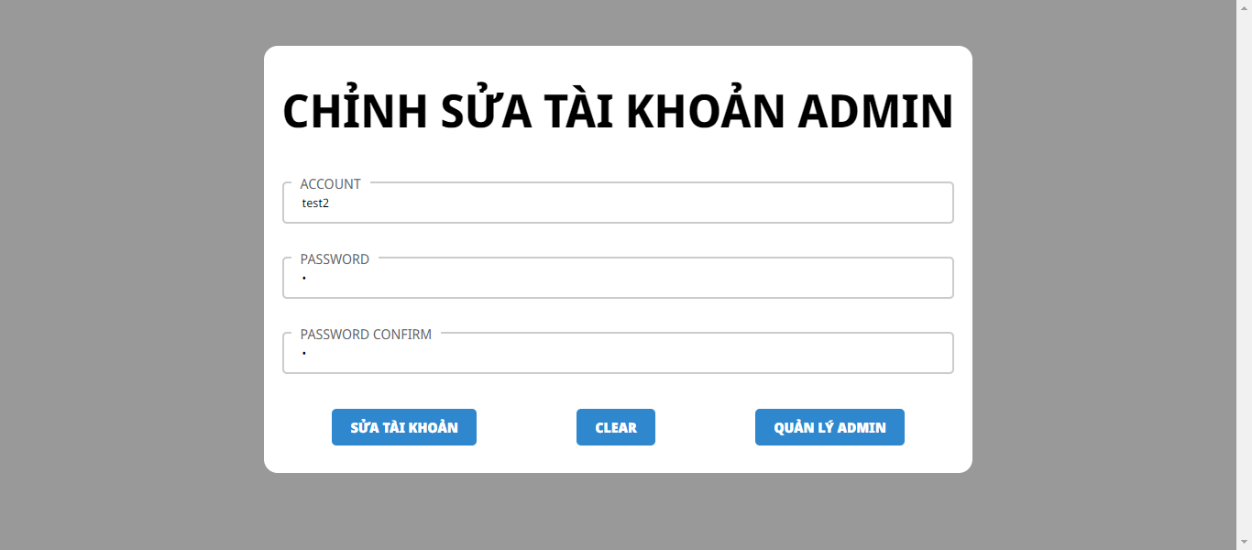 CHỈNH SỬA TÀI KHOẢN ADMIN
ACCOUNT
test2
PASSWORD
•
PASSWORD CONFIRM
•
SỬA TÀI KHOẢN CLEAR QUẢN LÝ ADMIN